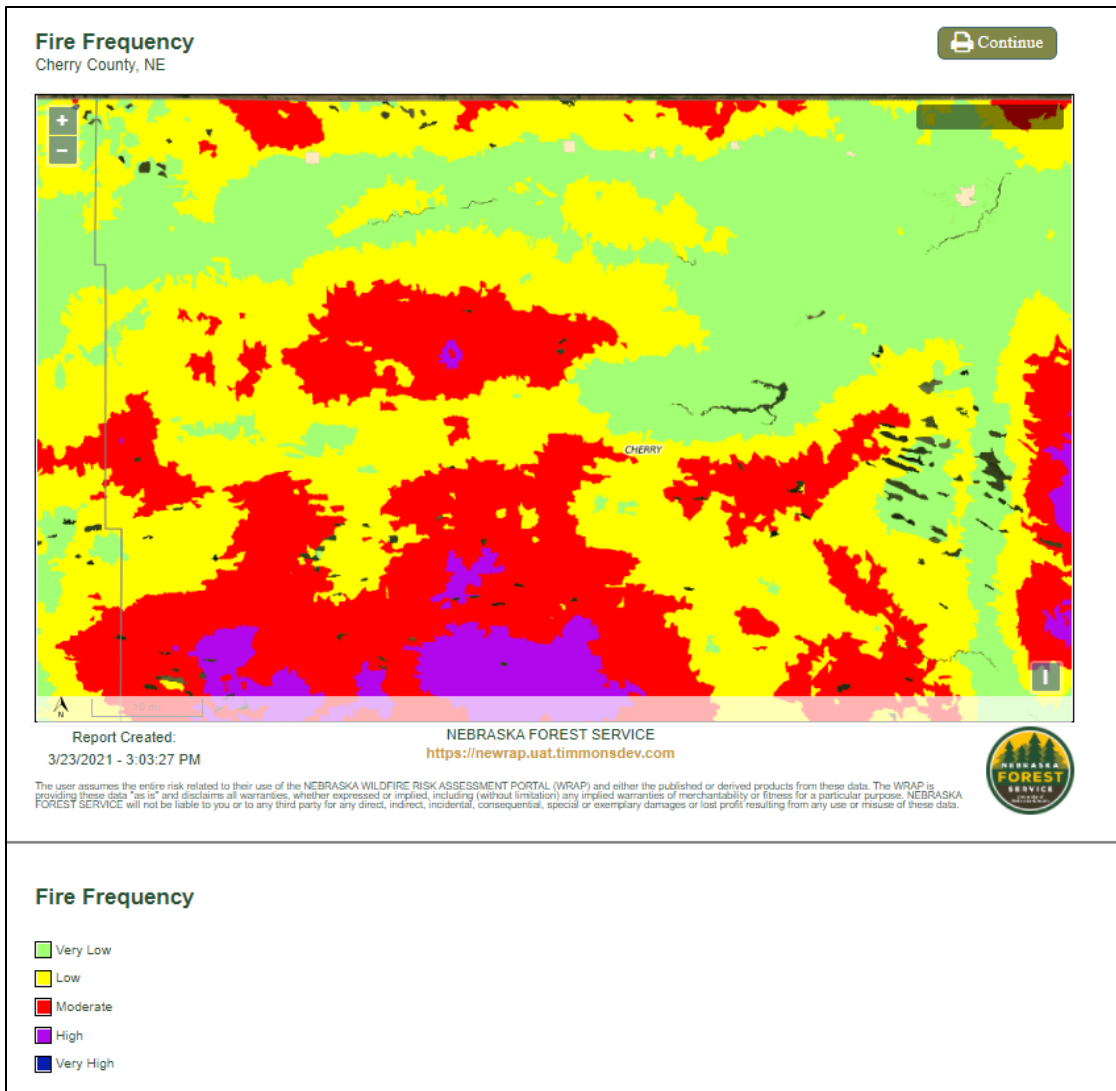 Fire Frequency
Cherry County, NE
Continue
+
−
CHERRY
I
N
Report Created:
3/23/2021 - 3:03:27 PM
NEBRASKA FOREST SERVICE
https://newrap.uat.timmonsdev.com
NEBRASKA
FOREST
SERVICE
The user assumes the entire risk related to their use of the NEBRASKA WILDFIRE RISK ASSESSMENT PORTAL (WRAP) and either the published or derived products from these data. The WRAP is
providing these data "as is" and disclaims all warranties, whether expressed or implied, including (without limitation) any implied warranties of merchantability or fitness for a particular purpose. NEBRASKA
FOREST SERVICE will not be liable to you or to any third party for any direct, indirect, incidental, consequential, special or exemplary damages or lost profit resulting from any use or misuse of these data.
Fire Frequency
Very Low
Low
Moderate
High
Very High